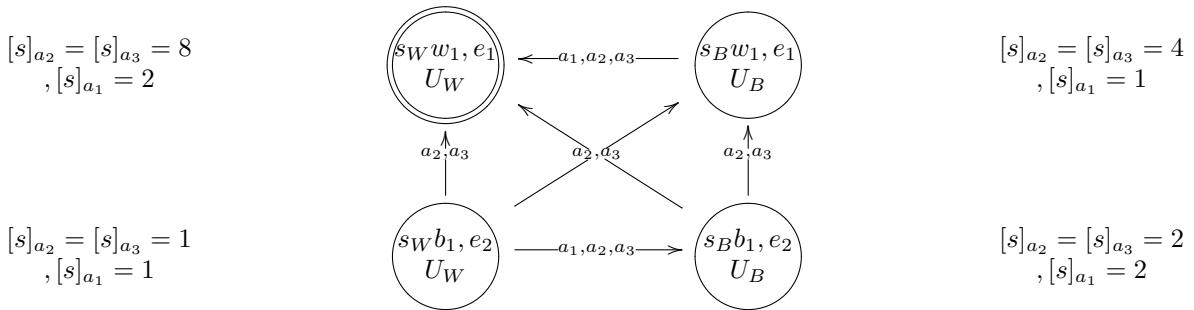 [s]_{a_2} = [s]_{a_3} = 8
, [s]_{a_1} = 2
s_W w_1, e_1
U_W
a_1,a_2,a_3
s_B w_1, e_1
U_B
[s]_{a_2} = [s]_{a_3} = 4
, [s]_{a_1} = 1
a_2,a_3
a_2,a_3
a_2,a_3
[s]_{a_2} = [s]_{a_3} = 1
, [s]_{a_1} = 1
s_W b_1, e_2
U_W
a_1,a_2,a_3
s_B b_1, e_2
U_B
[s]_{a_2} = [s]_{a_3} = 2
, [s]_{a_1} = 2